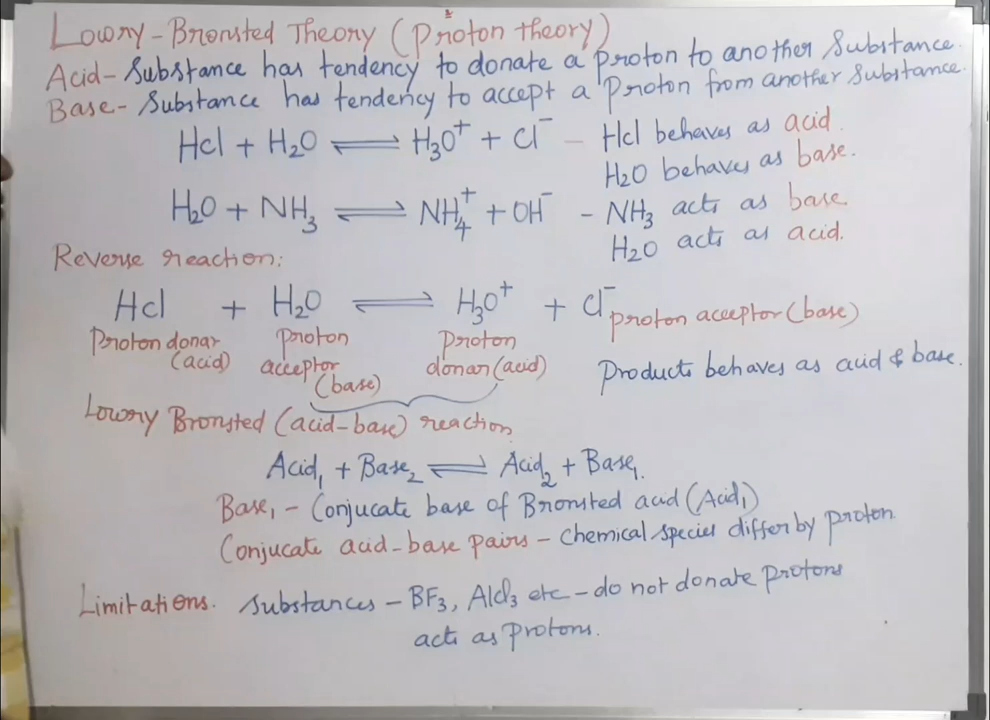 Lowry-Bronsted Theory (Proton theory)
Acid - Substance has tendency to donate a proton to another Substance.
Base - Substance has tendency to accept a Proton from another Substance.
Hcl + H₂O ⇌ H₃O⁺ + Cl⁻ - Hcl behaves as acid.
H₂O behaves as base.
H₂O + NH₃ ⇌ NH₄⁺ + OH⁻ - NH₃ acts as base.
H₂O acts as acid.
Reverse reaction:
Hcl + H₂O ⇌ H₃O⁺ + Cl⁻ proton acceptor (base)
Proton donar (acid) proton acceptor (base) Proton donar (acid) Products behaves as acid & base.
Lowry Bronsted (acid-base) reaction
Acid₁ + Base₂ ⇌ Acid₂ + Base₁.
Base₁ - Conjucate base of Bronsted acid (Acid₁)
Conjucate acid-base pairs - Chemical species differ by proton.
Limitations. Substances - BF₃, Alcl₃ etc - do not donate Protons
acts as Protons.